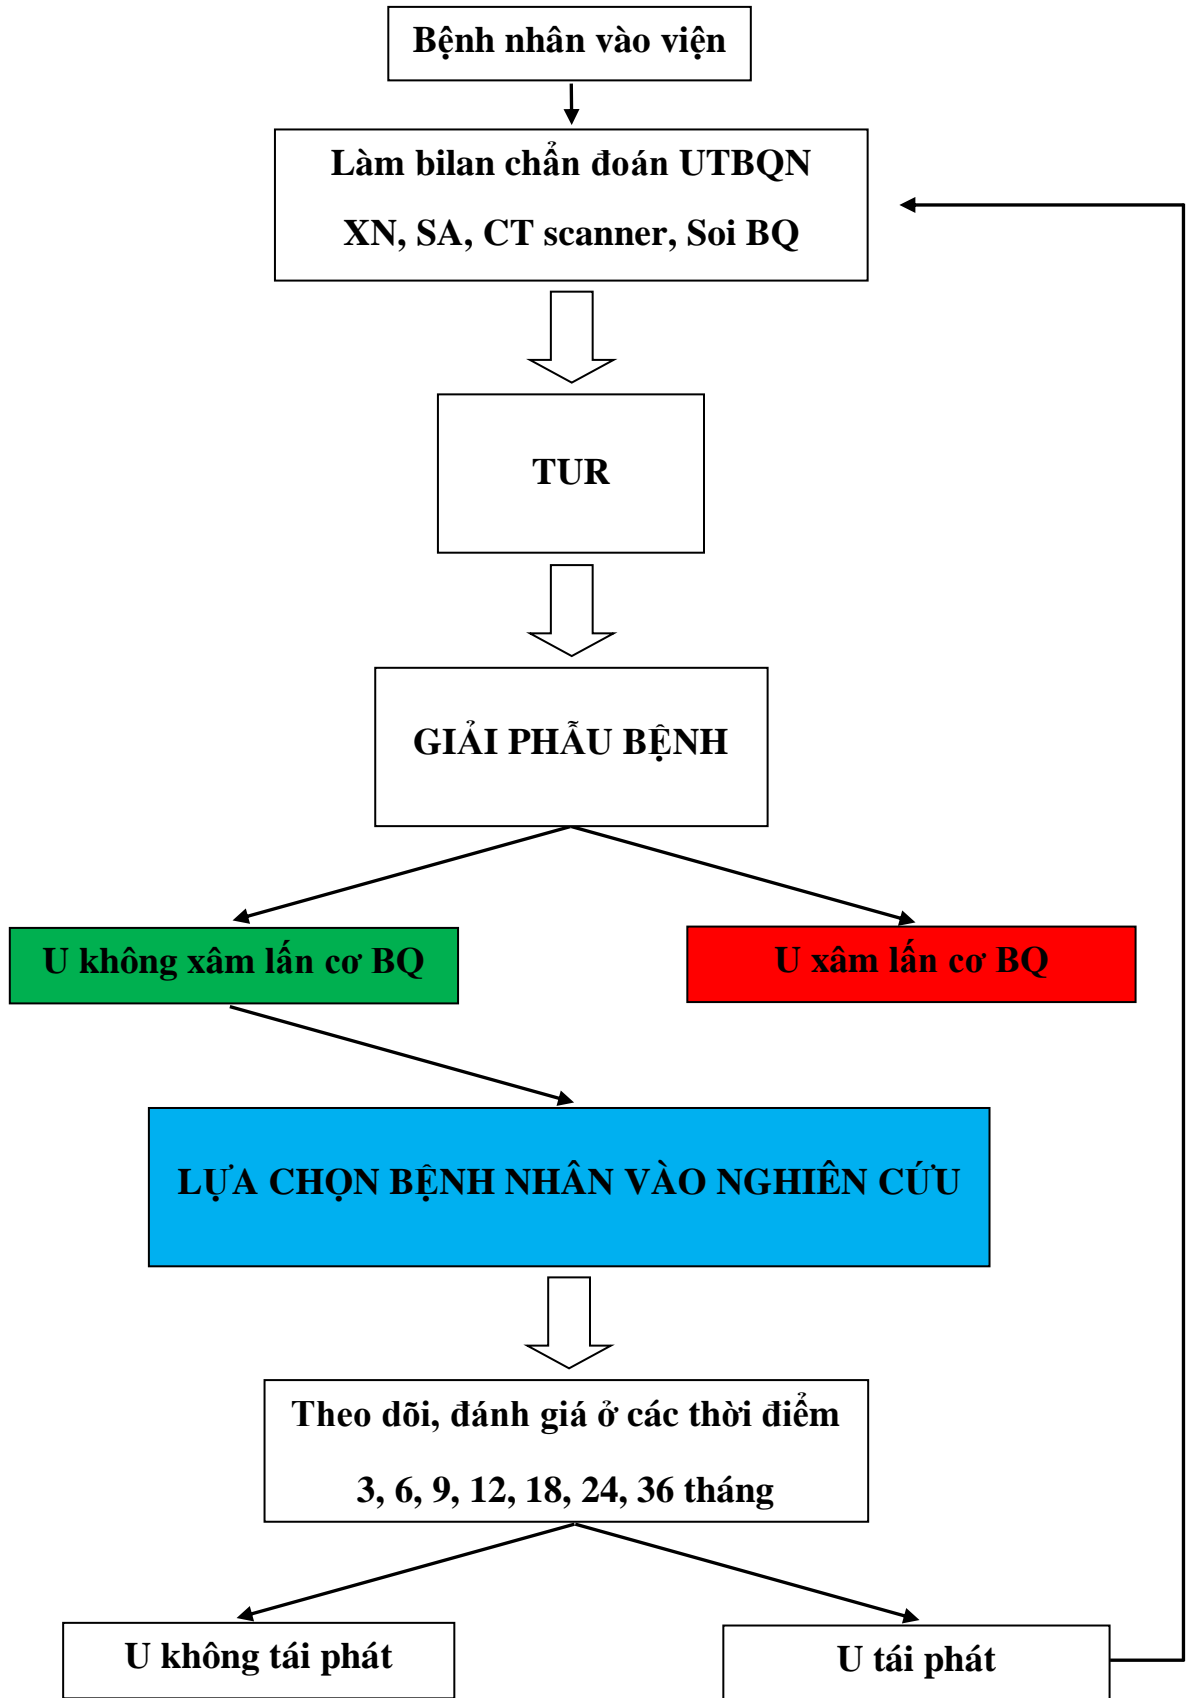 Bệnh nhân vào viện
Làm bilan chẩn đoán UTBQN
XN, SA, CT scanner, Soi BQ
TUR
GIẢI PHẪU BỆNH
U không xâm lấn cơ BQ
U xâm lấn cơ BQ
LỰA CHỌN BỆNH NHÂN VÀO NGHIÊN CỨU
Theo dõi, đánh giá ở các thời điểm
3, 6, 9, 12, 18, 24, 36 tháng
U không tái phát
U tái phát